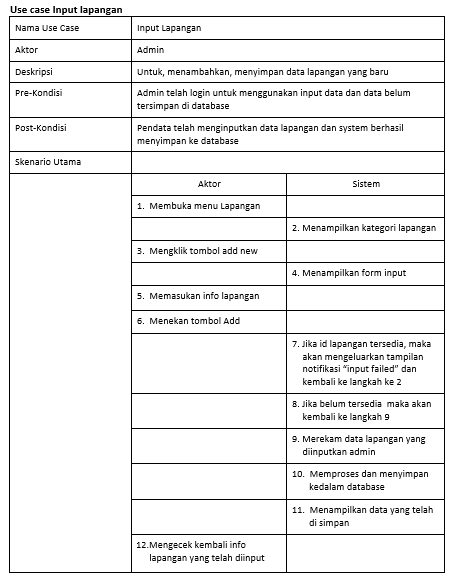 Use case Input lapangan
Nama Use Case
Input Lapangan
Aktor
Admin
Deskripsi
Untuk, menambahkan, menyimpan data lapangan yang baru
Pre-Kondisi
Admin telah login untuk menggunakan input data dan data belum
tersimpan di database
Post-Kondisi
Pendata telah menginputkan data lapangan dan system berhasil
menyimpan ke database
Skenario Utama
Aktor
Sistem
1. Membuka menu Lapangan
2. Menampilkan kategori lapangan
3. Mengklik tombol add new
4. Menampilkan form input
5. Memasukan info lapangan
6. Menekan tombol Add
7. Jika id lapangan tersedia, maka
akan mengeluarkan tampilan
notifikasi "input failed" dan
kembali ke langkah ke 2
8. Jika belum tersedia maka akan
kembali ke langkah 9
9. Merekam data lapangan yang
diinputkan admin
10. Memproses dan menyimpan
kedalam database
11. Menampilkan data yang telah
di simpan
12.Mengecek kembali info
lapangan yang telah diinput